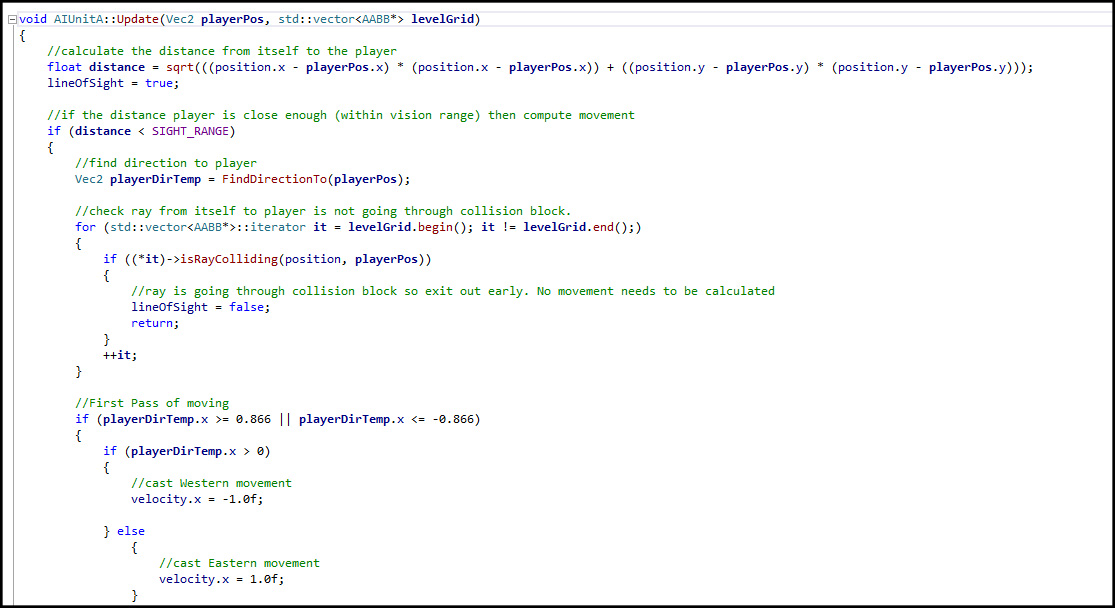 void AIUnitA::Update(Vec2 playerPos, std::vector<AABB*> levelGrid)
{
    //calculate the distance from itself to the player
    float distance = sqrt(((position.x - playerPos.x) * (position.x - playerPos.x)) + ((position.y - playerPos.y) * (position.y - playerPos.y)));
    lineOfSight = true;
    //if the distance player is close enough (within vision range) then compute movement
    if (distance < SIGHT_RANGE)
    {
        //find direction to player
        Vec2 playerDirTemp = FindDirectionTo(playerPos);
        //check ray from itself to player is not going through collision block.
        for (std::vector<AABB*>::iterator it = levelGrid.begin(); it != levelGrid.end();)
        {
            if ((*it)->isRayColliding(position, playerPos))
            {
                //ray is going through collision block so exit out early. No movement needs to be calculated
                lineOfSight = false;
                return;
            }
            ++it;
        }
        //First Pass of moving
        if (playerDirTemp.x >= 0.866 || playerDirTemp.x <= -0.866)
        {
            if (playerDirTemp.x > 0)
            {
                //cast Western movement
                velocity.x = -1.0f;
            } else
                {
                    //cast Eastern movement
                    velocity.x = 1.0f;
                }